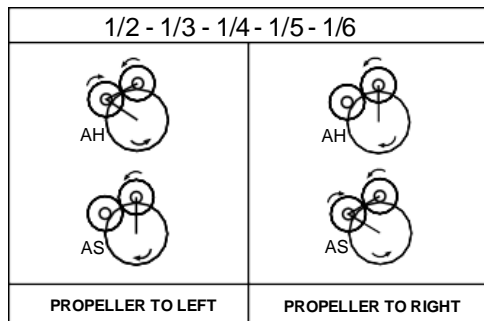 1/2 - 1/3 - 1/4 - 1/5 - 1/6
AH
AH
AS
AS
PROPELLER TO LEFT
PROPELLER TO RIGHT